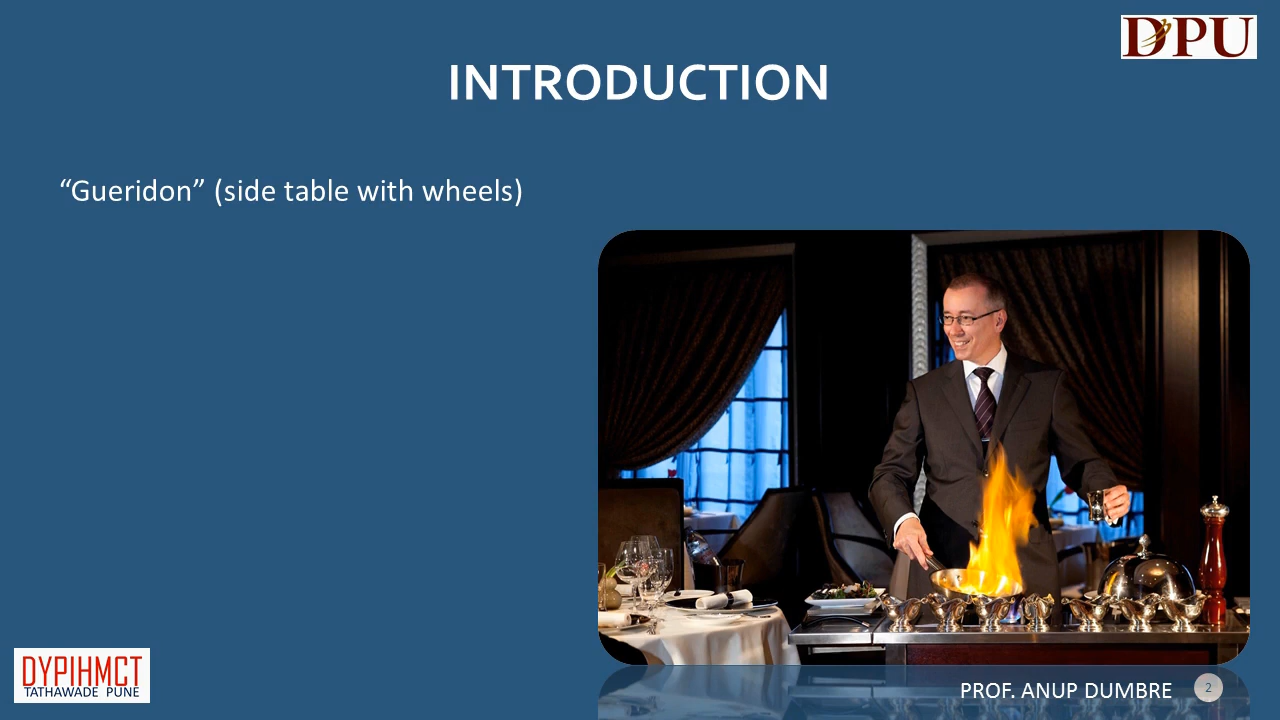 DPU
INTRODUCTION
“Gueridon” (side table with wheels)
DYPIHMCT
TATHAWADE PUNE
PROF. ANUP DUMBRE
2